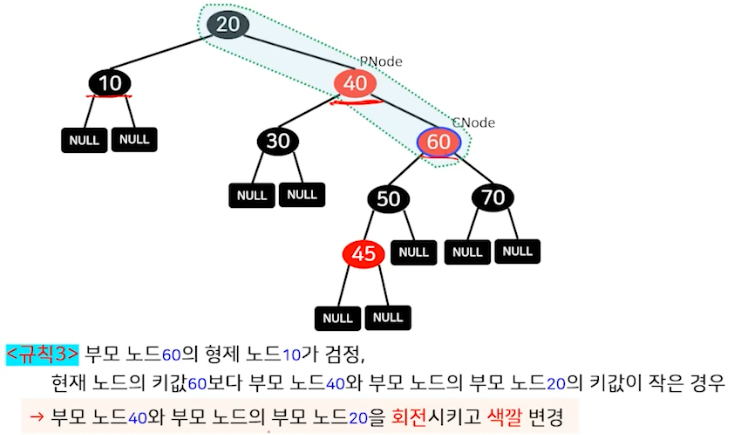 20
PNode
10
40
CNode
NULL NULL
30
60
NULL NULL
50
70
45
NULL
NULL NULL
NULL NULL
<규칙3> 부모 노드60의 형제 노드10가 검정,
현재 노드의 키값60보다 부모 노드40와 부모 노드의 부모 노드20의 키값이 작은 경우
→ 부모 노드40와 부모 노드의 부모 노드20을 회전시키고 색깔 변경